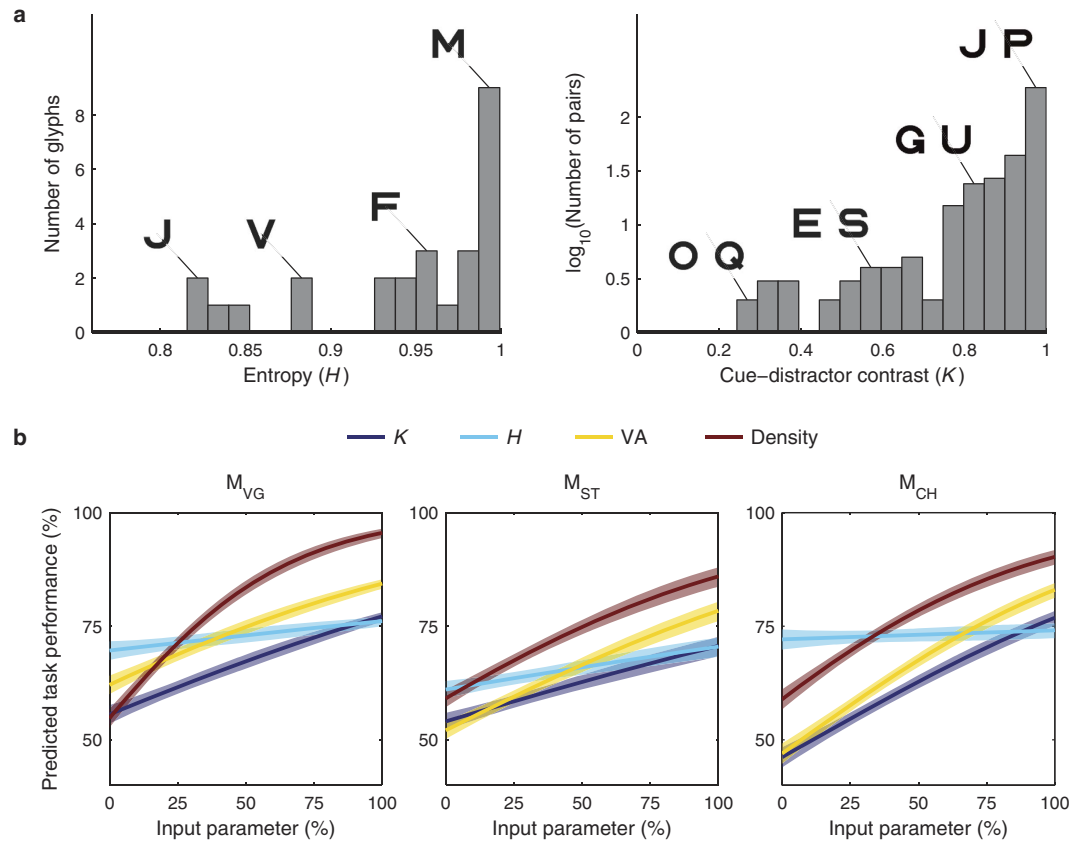 a
Number of glyphs
8
6
4
2
0
0.8
0.85
0.9
0.95
1
Entropy (H)
J
V
F
M
log10(Number of pairs)
2
1.5
1
0.5
0
0
0.2
0.4
0.6
0.8
1
Cue–distractor contrast (K)
O Q
E S
G U
J P
b
K H VA Density
MVG
MST
MCH
Predicted task performance (%)
100
75
50
0 25 50 75 100
Input parameter (%)
100
75
50
0 25 50 75 100
Input parameter (%)
100
75
50
0 25 50 75 100
Input parameter (%)